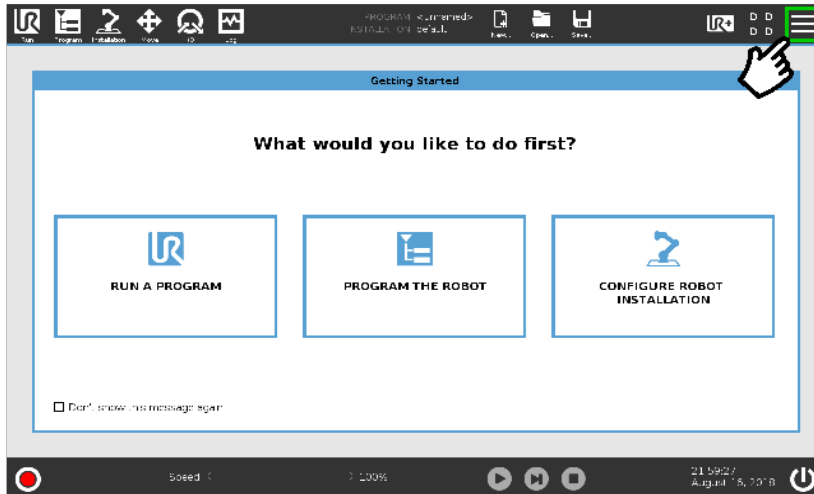 PROGRAM <unnamed>
INSTALLATION default
New... Open... Save...
UR+
D D
D D
Run Program Installation Move I/O Log
Getting Started
What would you like to do first?
RUN A PROGRAM
PROGRAM THE ROBOT
CONFIGURE ROBOT
INSTALLATION
Don't show this message again
Speed 100%
21:59:27
August 16, 2018